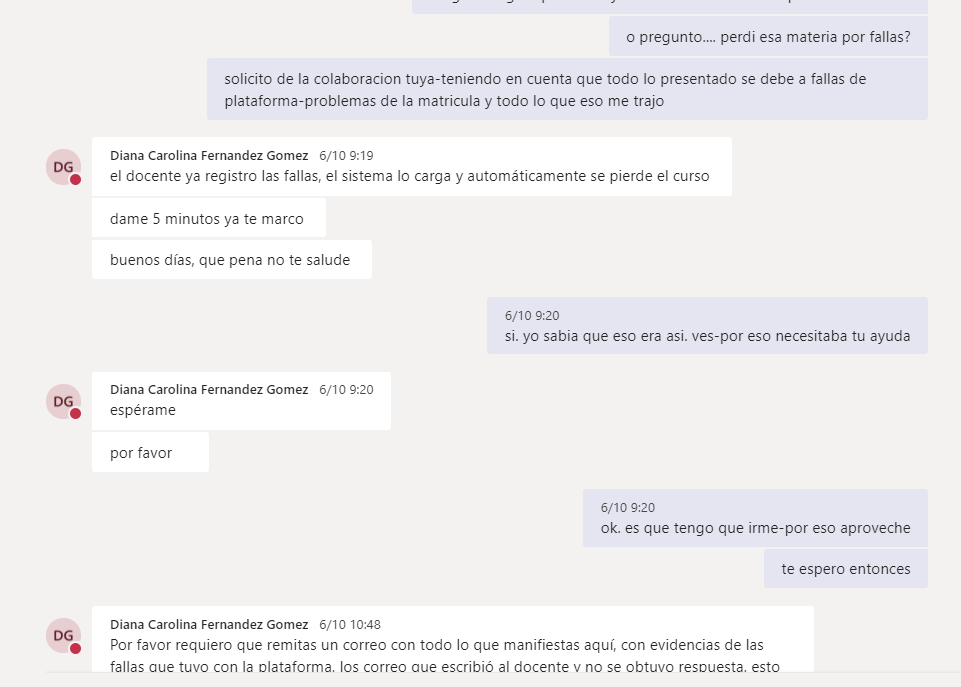 o pregunto.... perdi esa materia por fallas?
solicito de la colaboracion tuya-teniendo en cuenta que todo lo presentado se debe a fallas de
plataforma-problemas de la matricula y todo lo que eso me trajo
DG
Diana Carolina Fernandez Gomez 6/10 9:19
el docente ya registro las fallas, el sistema lo carga y automáticamente se pierde el curso
dame 5 minutos ya te marco
buenos días, que pena no te salude
6/10 9:20
si. yo sabia que eso era asi. ves-por eso necesitaba tu ayuda
DG
Diana Carolina Fernandez Gomez 6/10 9:20
espérame
por favor
6/10 9:20
ok. es que tengo que irme-por eso aproveche
te espero entonces
DG
Diana Carolina Fernandez Gomez 6/10 10:48
Por favor requiero que remitas un correo con todo lo que manifiestas aquí, con evidencias de las
fallas que tuvo con la plataforma, los correo que escribió al docente y no se obtuvo respuesta, esto